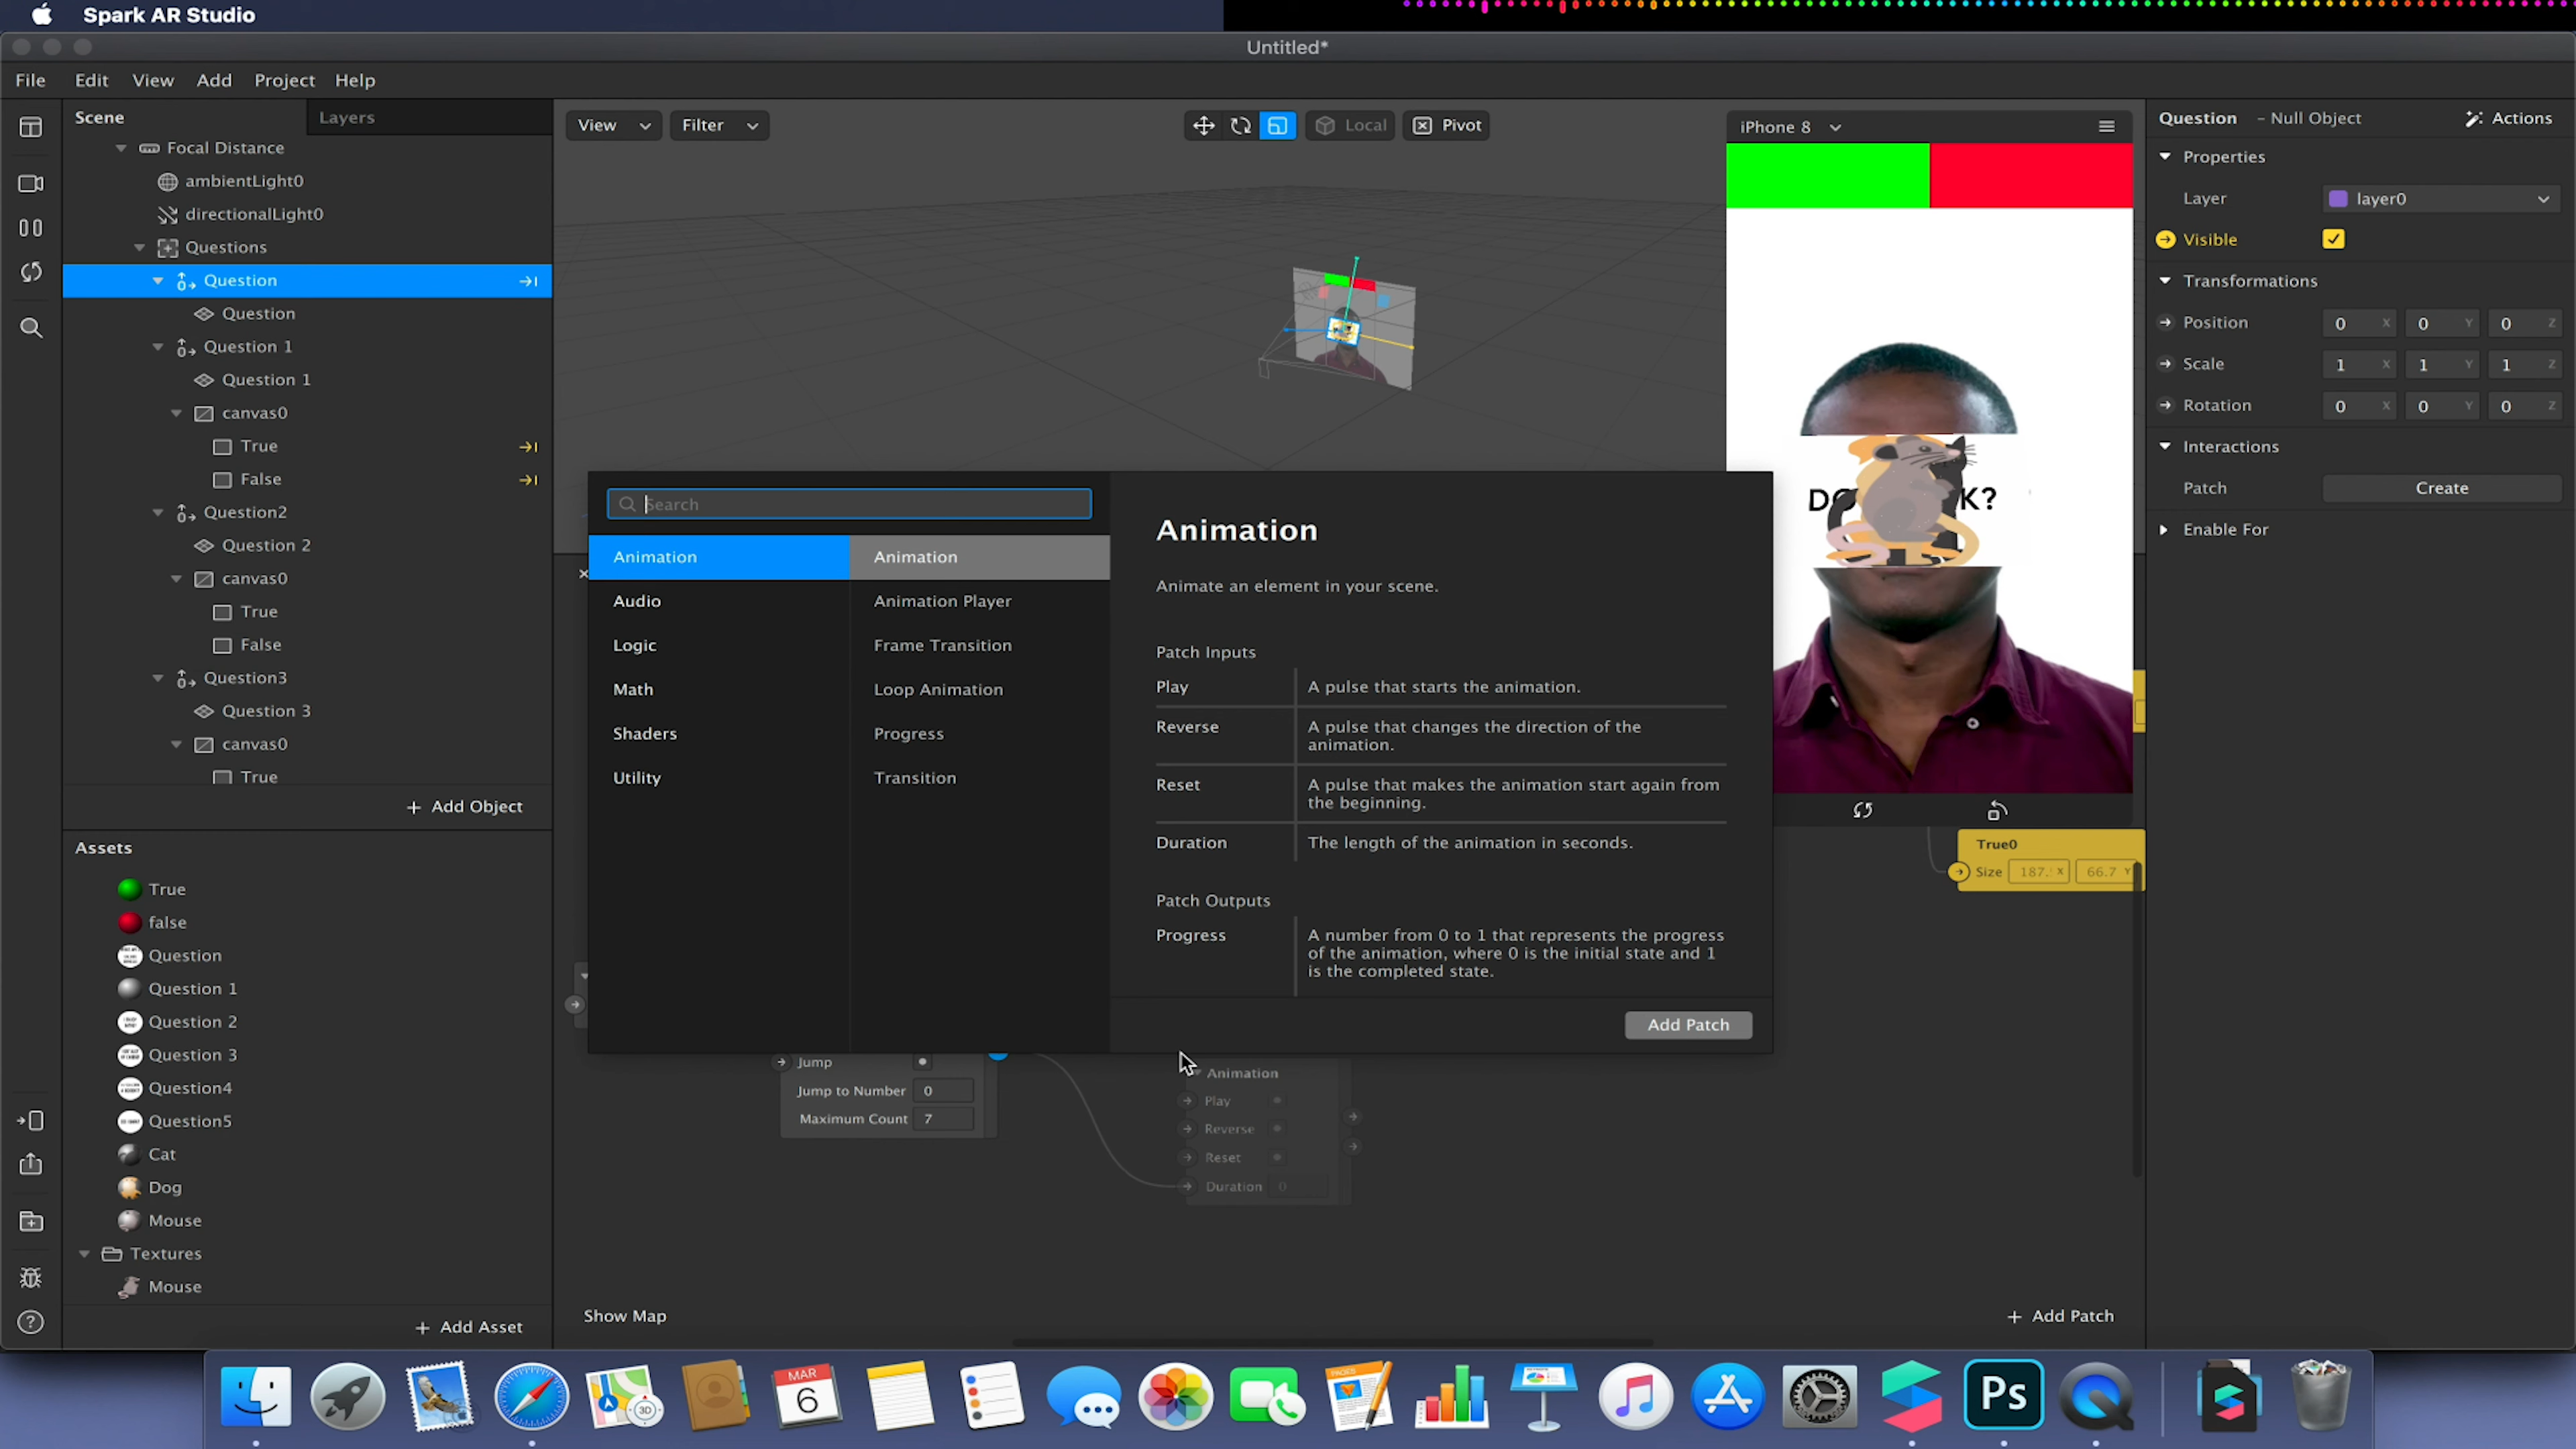 Spark AR Studio
Untitled*
File Edit View Add Project Help
Scene
Layers
Focal Distance
ambientLight0
directionalLight0
Questions
Question
Question
Question 1
Question 1
canvas0
True
False
Question2
Question 2
canvas0
True
False
Question3
Question 3
canvas0
True
+ Add Object
Assets
True
false
Question
Question 1
Question 2
Question 3
Question4
Question5
Cat
Dog
Mouse
Textures
Mouse
+ Add Asset
View
Filter
Local
Pivot
Search
Animation
Audio
Logic
Math
Shaders
Utility
Animation
Animation Player
Frame Transition
Loop Animation
Progress
Transition
Animation
Animate an element in your scene.
Patch Inputs
Play A pulse that starts the animation.
Reverse A pulse that changes the direction of the
animation.
Reset A pulse that makes the animation start again from
the beginning.
Duration The length of the animation in seconds.
Patch Outputs
Progress A number from 0 to 1 that represents the progress
of the animation, where 0 is the initial state and 1
is the completed state.
Add Patch
Jump
Jump to Number 0
Maximum Count 7
Animation
Play
Reverse
Reset
Duration 0
Show Map
+ Add Patch
iPhone 8
K?
True0
Size 187. X 66.7 Y
Question - Null Object
Actions
Properties
Layer layer0
Visible
Transformations
Position 0 X 0 Y 0 Z
Scale 1 X 1 Y 1 Z
Rotation 0 X 0 Y 0 Z
Interactions
Patch Create
Enable For
MAR
6
3D
PAGES
Ps